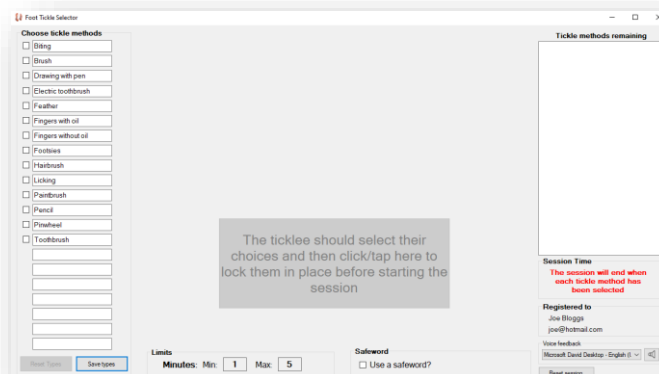 Foot Tickle Selector
Choose tickle methods
Biting
Brush
Drawing with pen
Electric toothbrush
Feather
Fingers with oil
Fingers without oil
Footsies
Hairbrush
Licking
Paintbrush
Pencil
Pinwheel
Toothbrush
Reset Types
Save types
The ticklee should select their
choices and then click/tap here to
lock them in place before starting the
session
Limits
Minutes: Min: 1 Max: 5
Safeword
Use a safeword?
Tickle methods remaining
Session Time
The session will end when
each tickle method has
been selected
Registered to
Joe Bloggs
joe@hotmail.com
Voice feedback
Microsoft David Desktop - English (
Reset session